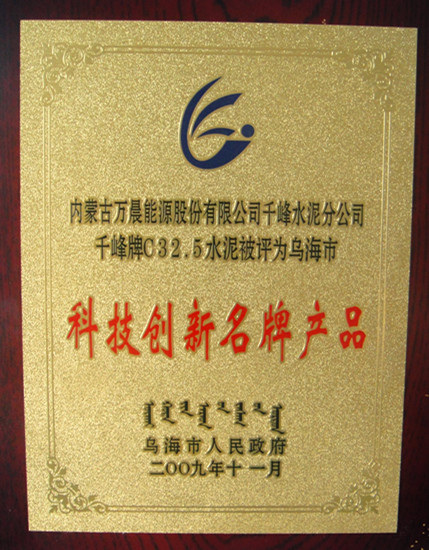 内蒙古万晨能源股份有限公司千峰水泥分公司
千峰牌C32.5水泥被评为乌海市
科技创新名牌产品
乌海市人民政府
二00九年十一月